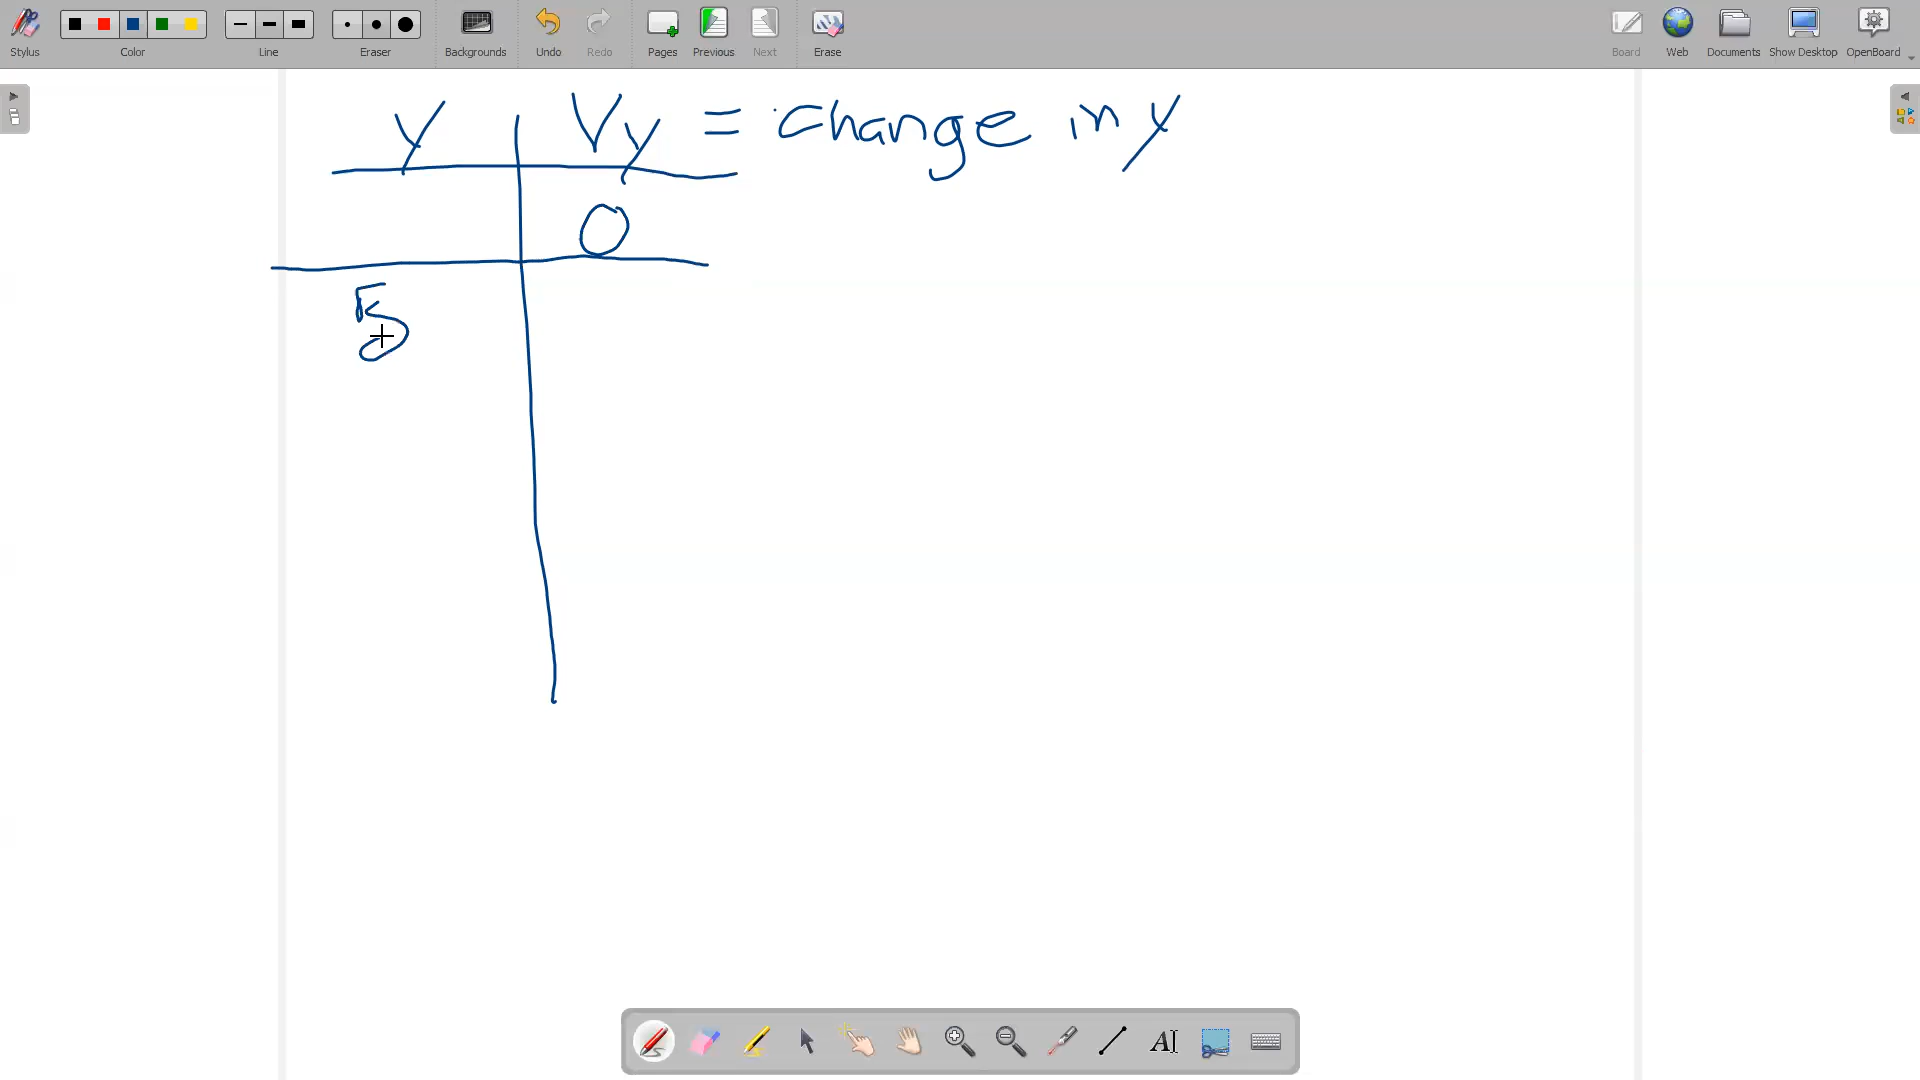 Stylus
Color
Line
Eraser
Backgrounds
Undo
Redo
Pages
Previous
Next
Erase
Board
Web
Documents
Show Desktop
OpenBoard
y Vy = change in y
0
5